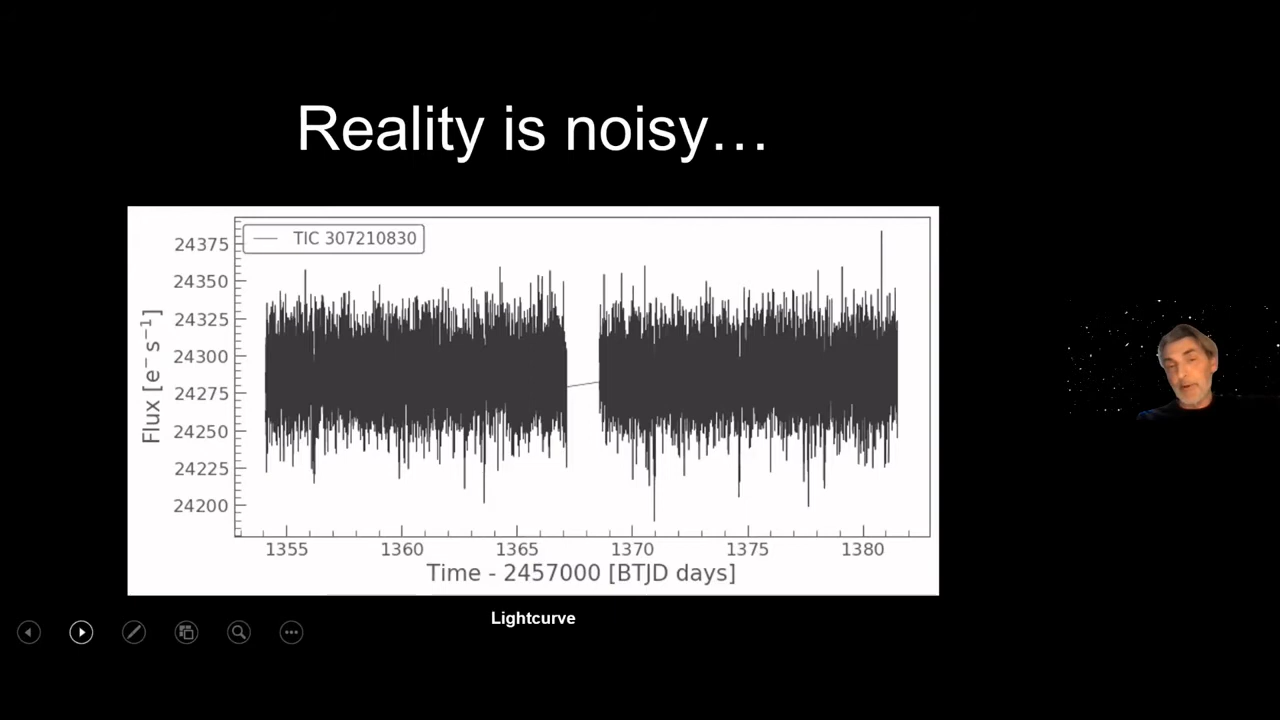 Reality is noisy…
TIC 307210830
24375
24350
24325
24300
24275
24250
24225
24200
Flux [e⁻ s⁻¹]
1355 1360 1365 1370 1375 1380
Time - 2457000 [BTJD days]
Lightcurve